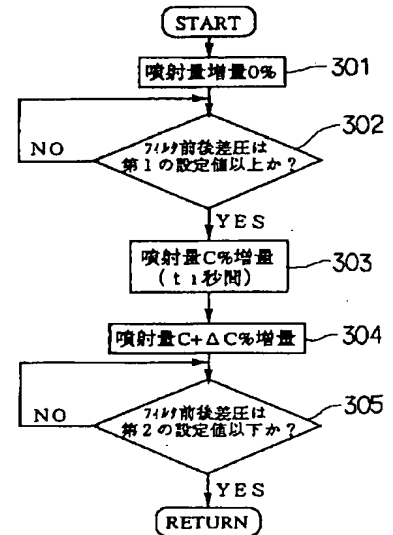 START
噴射量増量0%
301
302
フィルタ前後差圧は
第1の設定値以上か?
NO
YES
噴射量C%増量
(t1秒間)
303
噴射量C+ΔC%増量
304
フィルタ前後差圧は
第2の設定値以下か?
305
NO
YES
RETURN